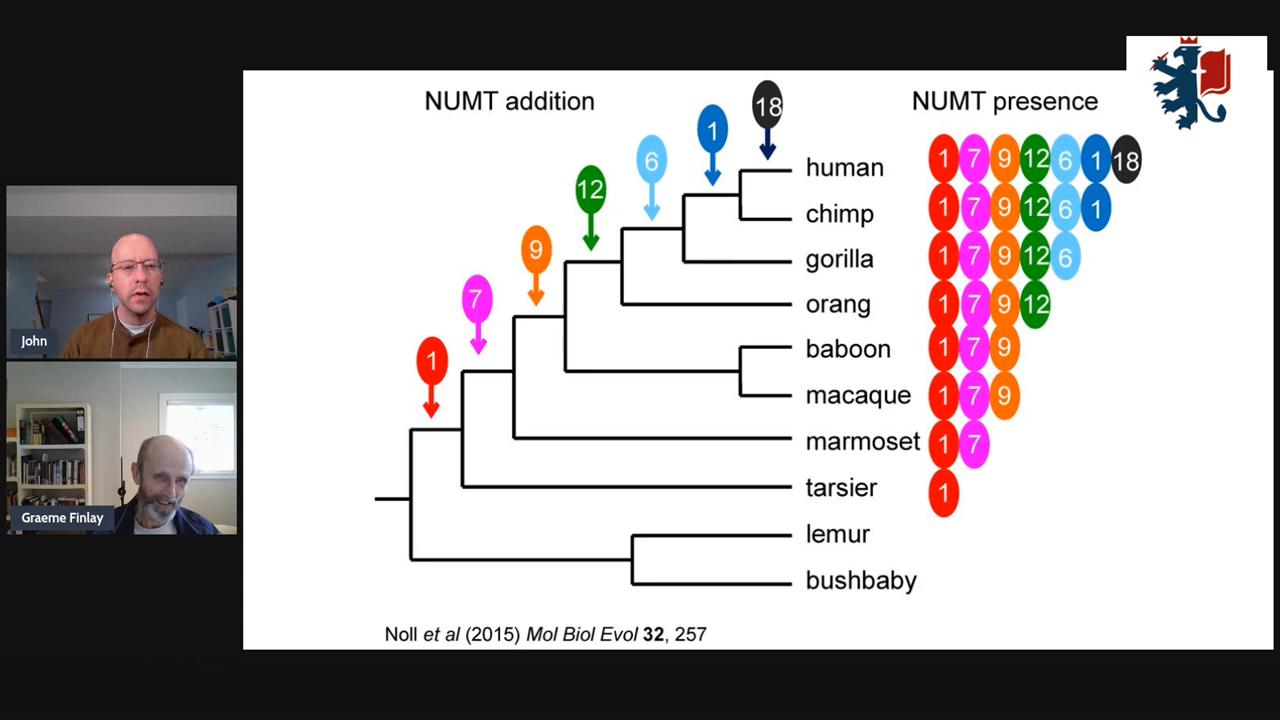 NUMT addition
NUMT presence
18
1
6
12
9
7
1
human 1 7 9 12 6 1 18
chimp 1 7 9 12 6 1
gorilla 1 7 9 12 6
orang 1 7 9 12
baboon 1 7 9
macaque 1 7 9
marmoset 1 7
tarsier 1
lemur
bushbaby
Noll et al (2015) Mol Biol Evol 32, 257
John
Graeme Finlay